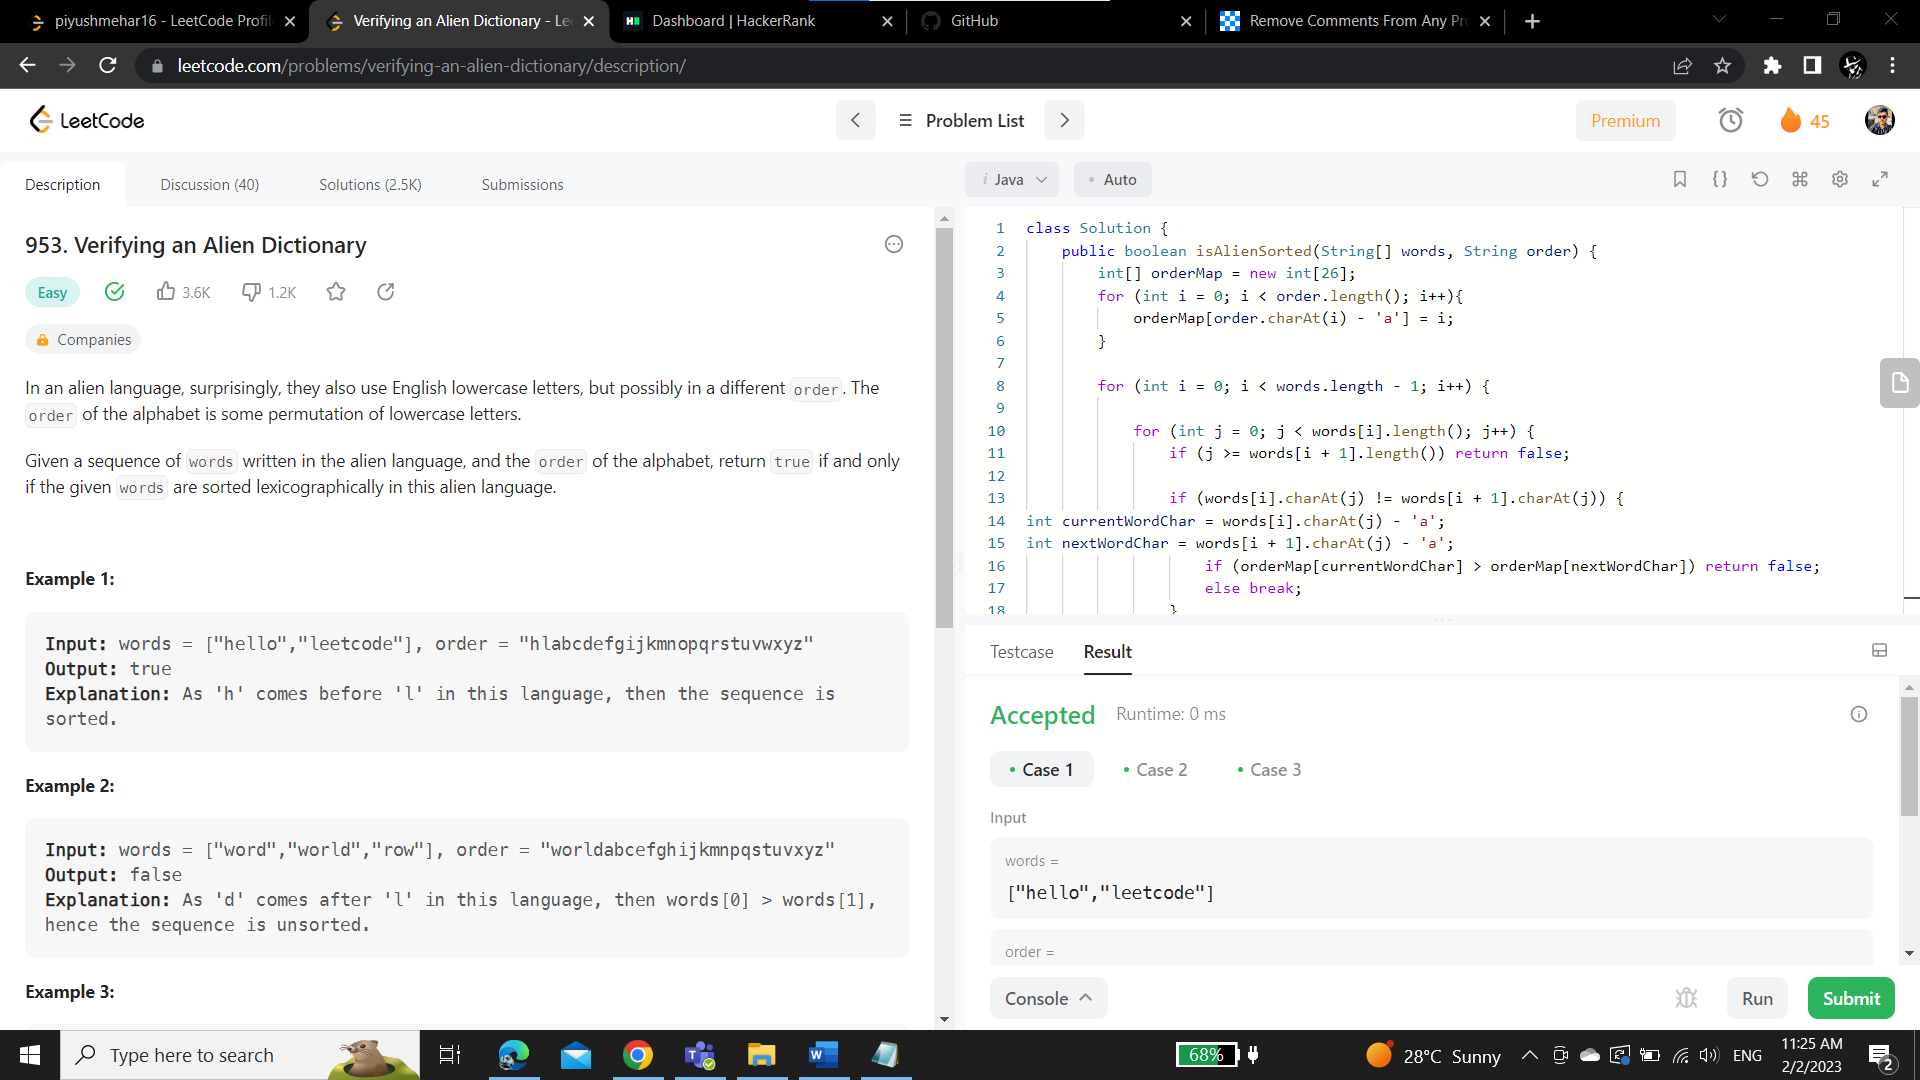 piyushmehar16 - LeetCode Profil
Verifying an Alien Dictionary - Le
Dashboard | HackerRank
GitHub
Remove Comments From Any Pr
leetcode.com/problems/verifying-an-alien-dictionary/description/
LeetCode
Problem List
Premium
45
Description
Discussion (40)
Solutions (2.5K)
Submissions
953. Verifying an Alien Dictionary
Easy
3.6K
1.2K
Companies
In an alien language, surprisingly, they also use English lowercase letters, but possibly in a different order. The
order of the alphabet is some permutation of lowercase letters.
Given a sequence of words written in the alien language, and the order of the alphabet, return true if and only
if the given words are sorted lexicographically in this alien language.
Example 1:
Input: words = ["hello","leetcode"], order = "hlabcdefgijkmnopqrstuvwxyz"
Output: true
Explanation: As 'h' comes before 'l' in this language, then the sequence is
sorted.
Example 2:
Input: words = ["word","world","row"], order = "worldabcefghijkmnpqstuvxyz"
Output: false
Explanation: As 'd' comes after 'l' in this language, then words[0] > words[1],
hence the sequence is unsorted.
Example 3:
i Java
Auto
1 class Solution {
2 public boolean isAlienSorted(String[] words, String order) {
3 int[] orderMap = new int[26];
4 for (int i = 0; i < order.length(); i++){
5 orderMap[order.charAt(i) - 'a'] = i;
6 }
7
8 for (int i = 0; i < words.length - 1; i++) {
9
10 for (int j = 0; j < words[i].length(); j++) {
11 if (j >= words[i + 1].length()) return false;
12
13 if (words[i].charAt(j) != words[i + 1].charAt(j)) {
14 int currentWordChar = words[i].charAt(j) - 'a';
15 int nextWordChar = words[i + 1].charAt(j) - 'a';
16 if (orderMap[currentWordChar] > orderMap[nextWordChar]) return false;
17 else break;
18 }
Testcase
Result
Accepted
Runtime: 0 ms
Case 1
Case 2
Case 3
Input
words =
["hello","leetcode"]
order =
Console
Run
Submit
Type here to search
68%
28°C Sunny
ENG
11:25 AM
2/2/2023
2